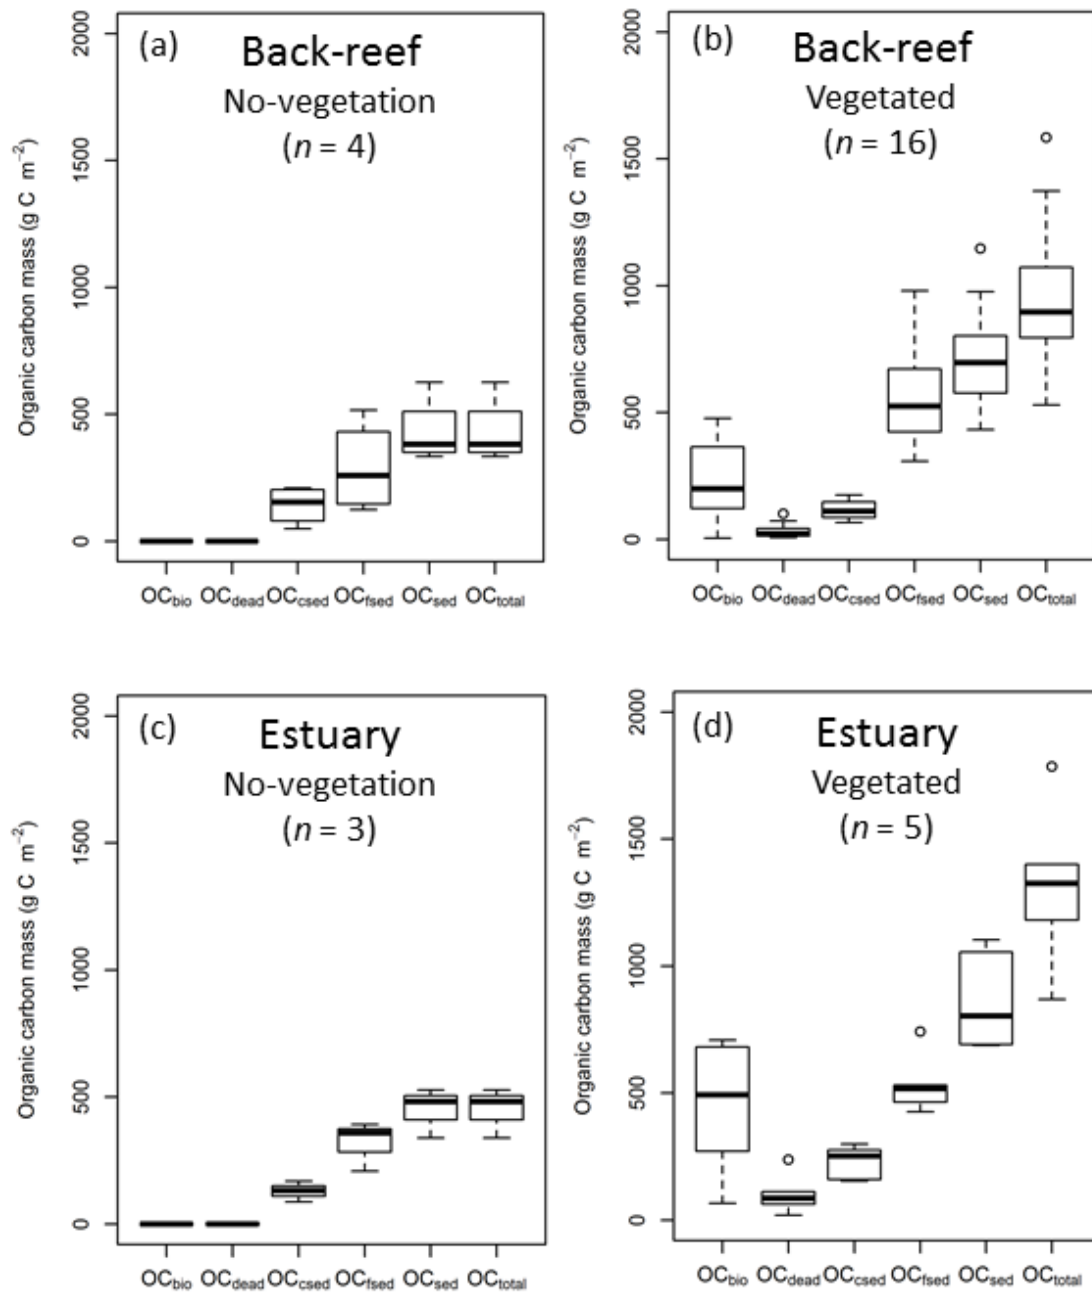 (a) Back-reef
No-vegetation
(n = 4)
Organic carbon mass (g C m⁻²)
2000
1500
1000
500
0
OCbio OCdead OCcsed OCfsed OCsed OCtotal
(b) Back-reef
Vegetated
(n = 16)
Organic carbon mass (g C m⁻²)
2000
1500
1000
500
0
OCbio OCdead OCcsed OCfsed OCsed OCtotal
(c) Estuary
No-vegetation
(n = 3)
Organic carbon mass (g C m⁻²)
2000
1500
1000
500
0
OCbio OCdead OCcsed OCfsed OCsed OCtotal
(d) Estuary
Vegetated
(n = 5)
Organic carbon mass (g C m⁻²)
2000
1500
1000
500
0
OCbio OCdead OCcsed OCfsed OCsed OCtotal